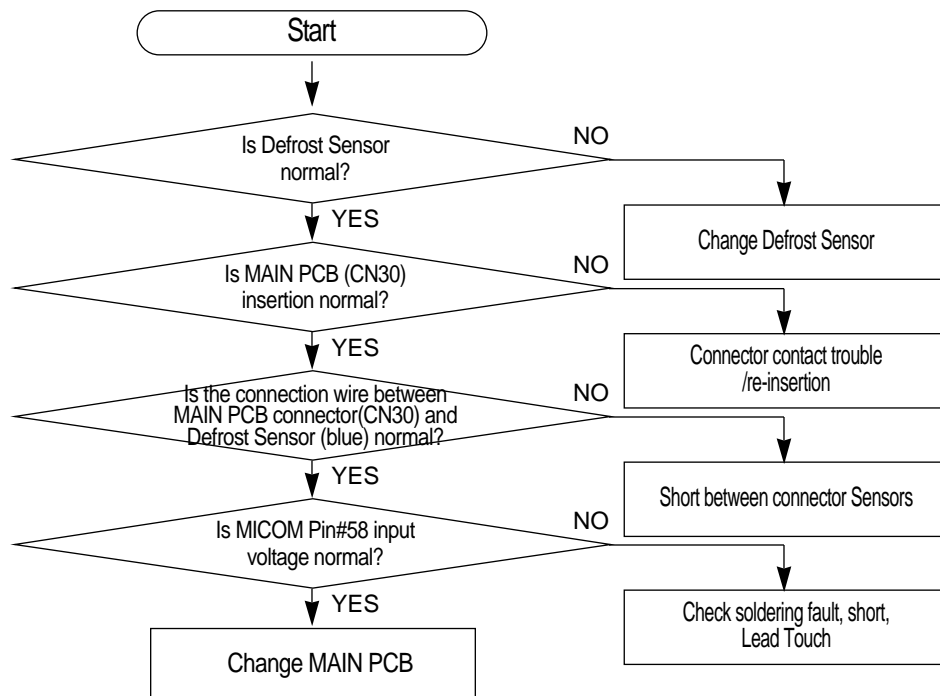 Start
Is Defrost Sensor
normal?
NO
YES
Change Defrost Sensor
Is MAIN PCB (CN30)
insertion normal?
NO
YES
Connector contact trouble
/re-insertion
Is the connection wire between
MAIN PCB connector(CN30) and
Defrost Sensor (blue) normal?
NO
YES
Short between connector Sensors
Is MICOM Pin#58 input
voltage normal?
NO
YES
Check soldering fault, short,
Lead Touch
Change MAIN PCB